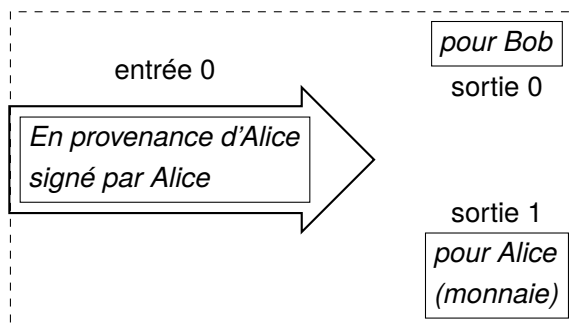 entrée 0
En provenance d'Alice
signé par Alice
pour Bob
sortie 0
sortie 1
pour Alice
(monnaie)